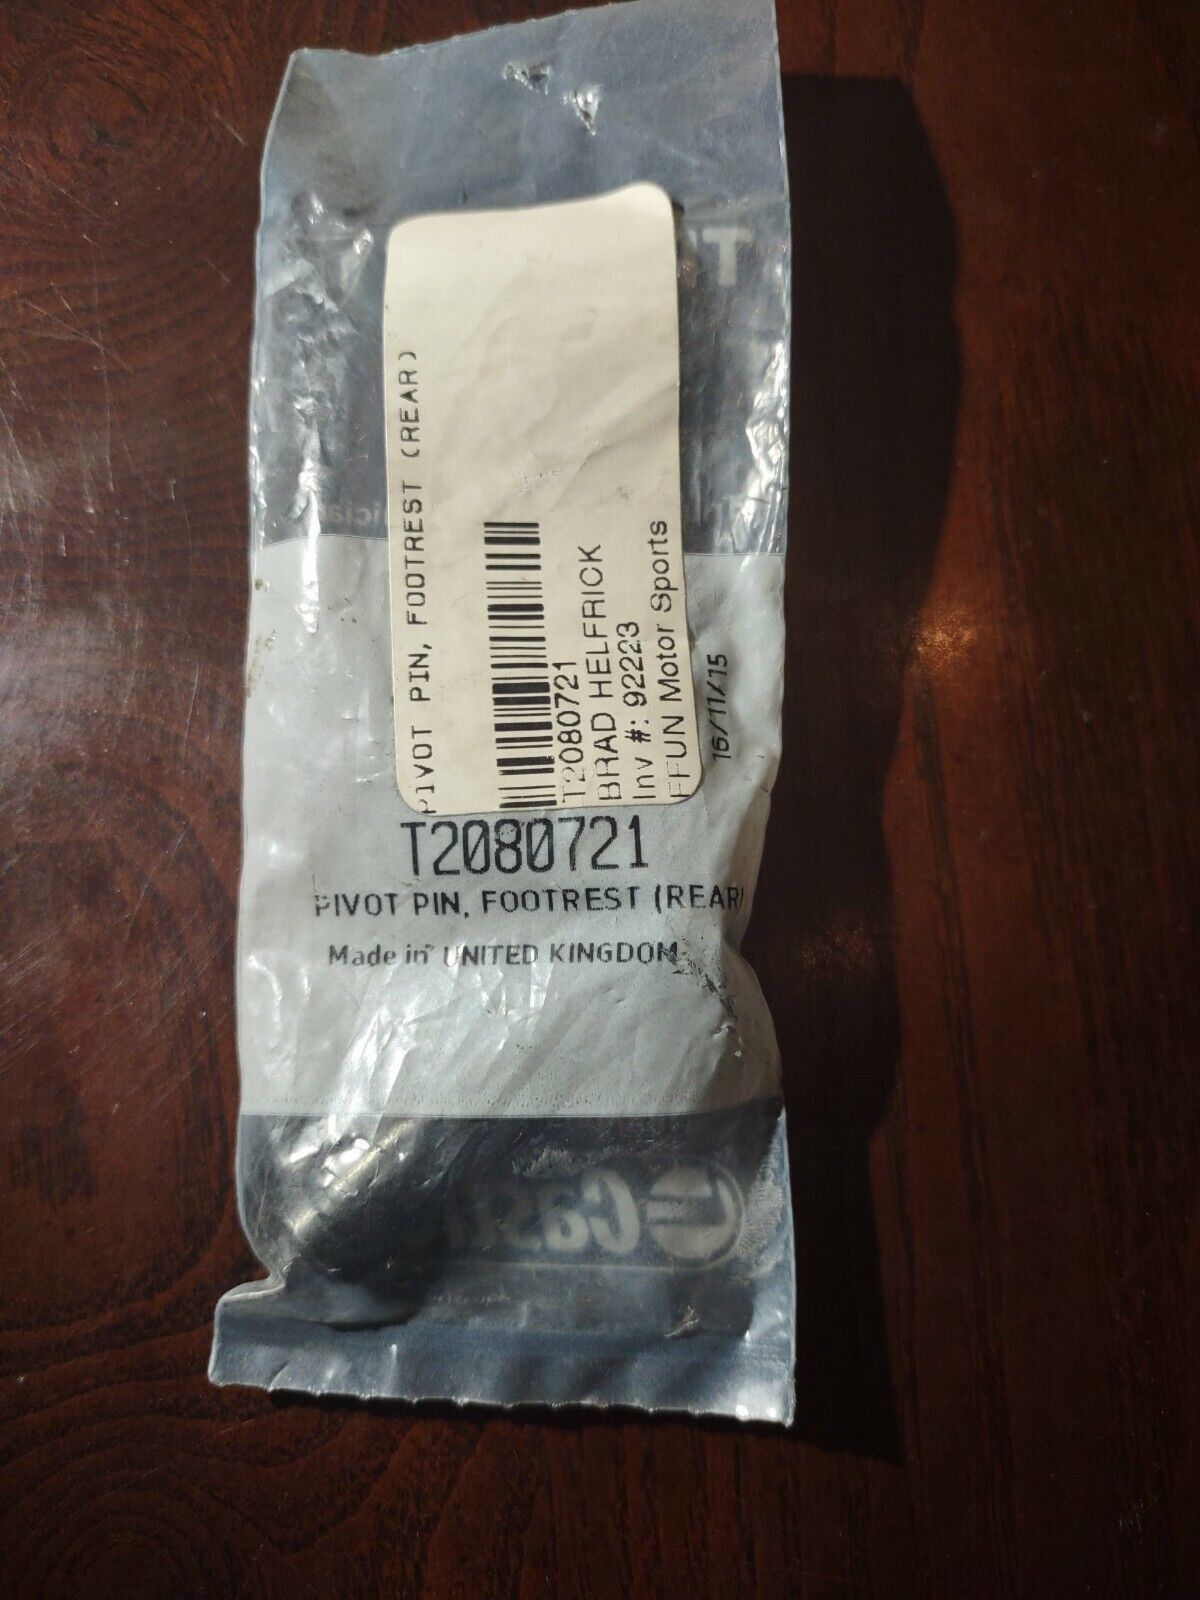 PIVOT PIN, FOOTREST (REAR)
T2080721
BRAD HELFRICK
Inv #: 92223
FFUN Motor Sports
16/11/15
T2080721
PIVOT PIN, FOOTREST (REAR)
Made in UNITED KINGDOM